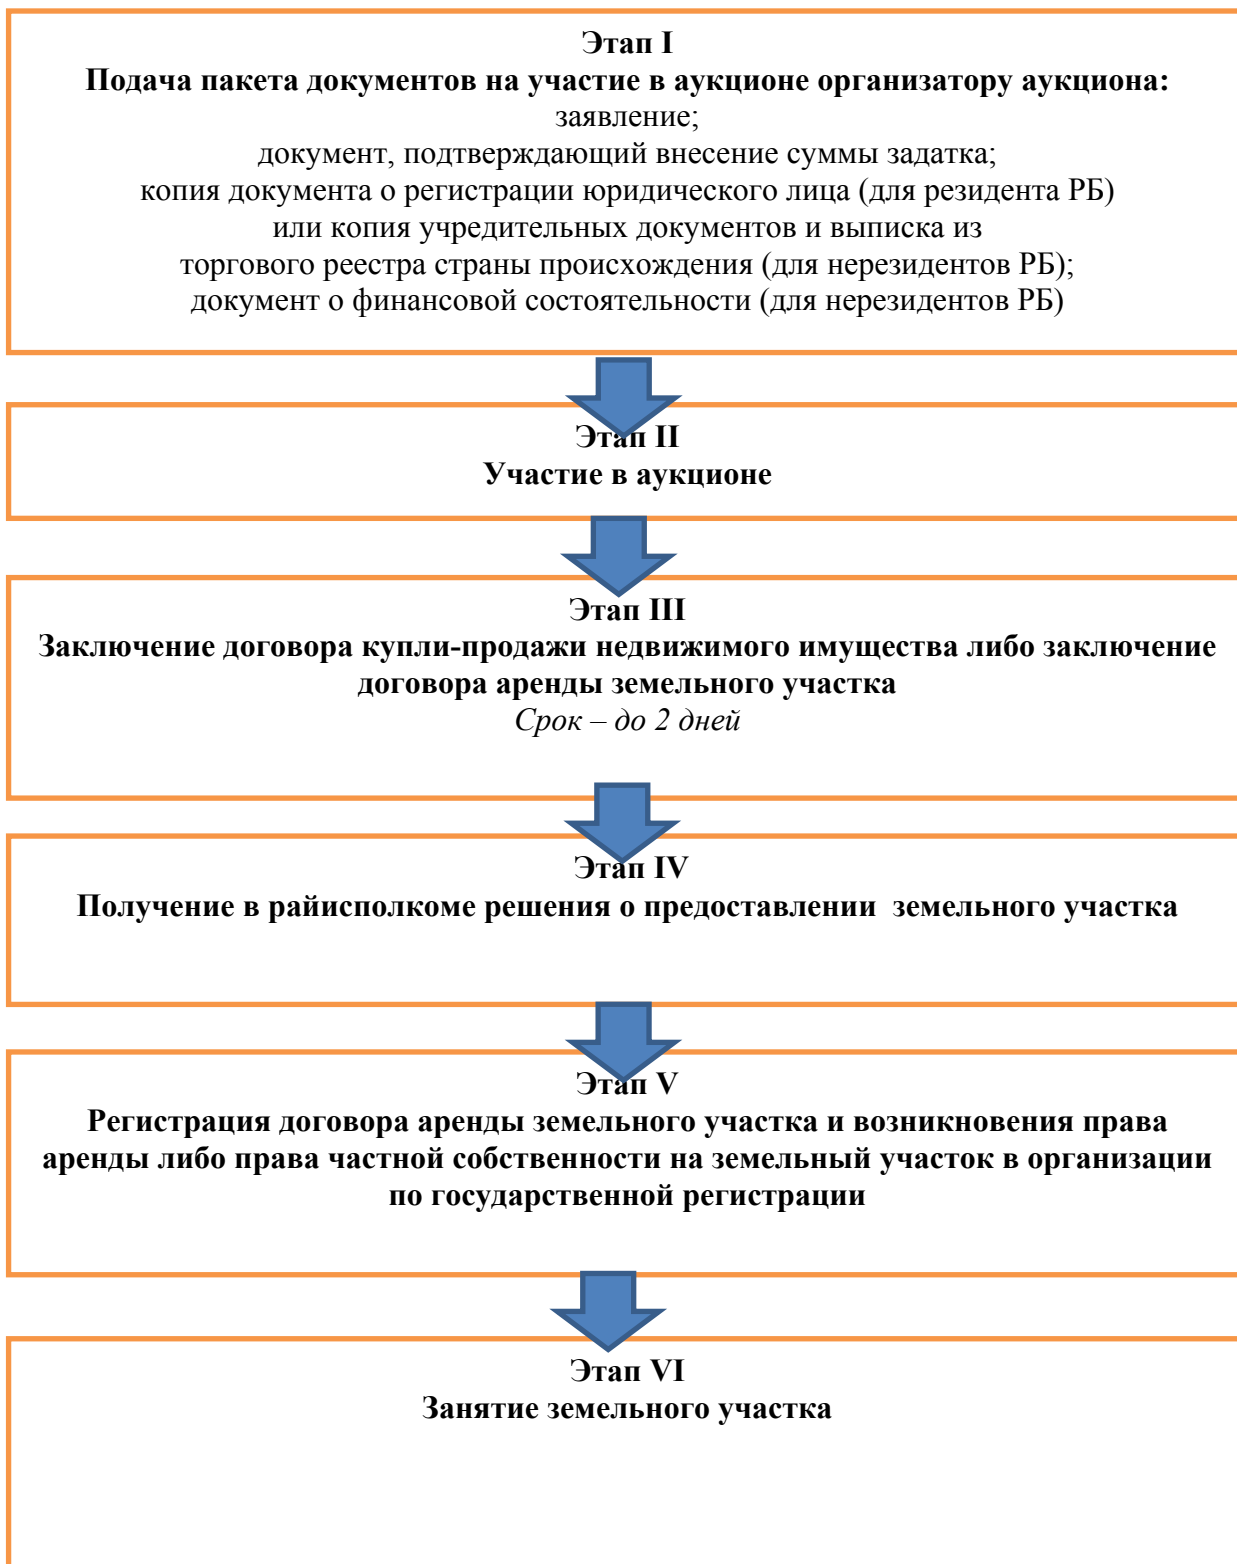 Этап I
Подача пакета документов на участие в аукционе организатору аукциона:
заявление;
документ, подтверждающий внесение суммы задатка;
копия документа о регистрации юридического лица (для резидента РБ)
или копия учредительных документов и выписка из
торгового реестра страны происхождения (для нерезидентов РБ);
документ о финансовой состоятельности (для нерезидентов РБ)
Этап II
Участие в аукционе
Этап III
Заключение договора купли-продажи недвижимого имущества либо заключение
договора аренды земельного участка
Срок – до 2 дней
Этап IV
Получение в райисполкоме решения о предоставлении  земельного участка
Этап V
Регистрация договора аренды земельного участка и возникновения права
аренды либо права частной собственности на земельный участок в организации
по государственной регистрации
Этап VI
Занятие земельного участка